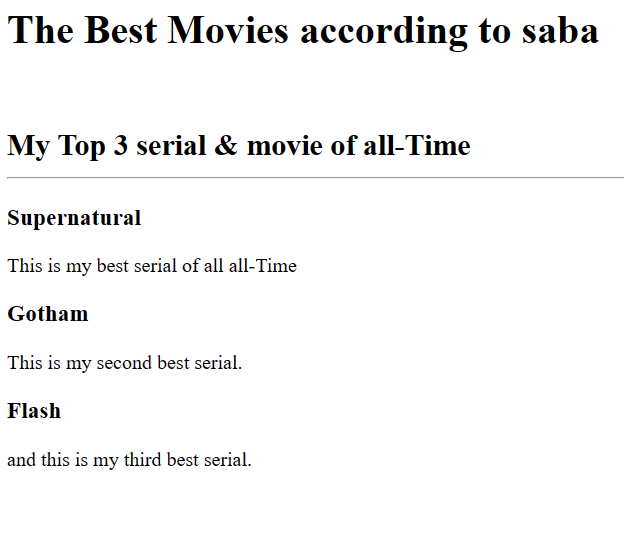 The Best Movies according to saba
My Top 3 serial & movie of all-Time
Supernatural
This is my best serial of all all-Time
Gotham
This is my second best serial.
Flash
and this is my third best serial.